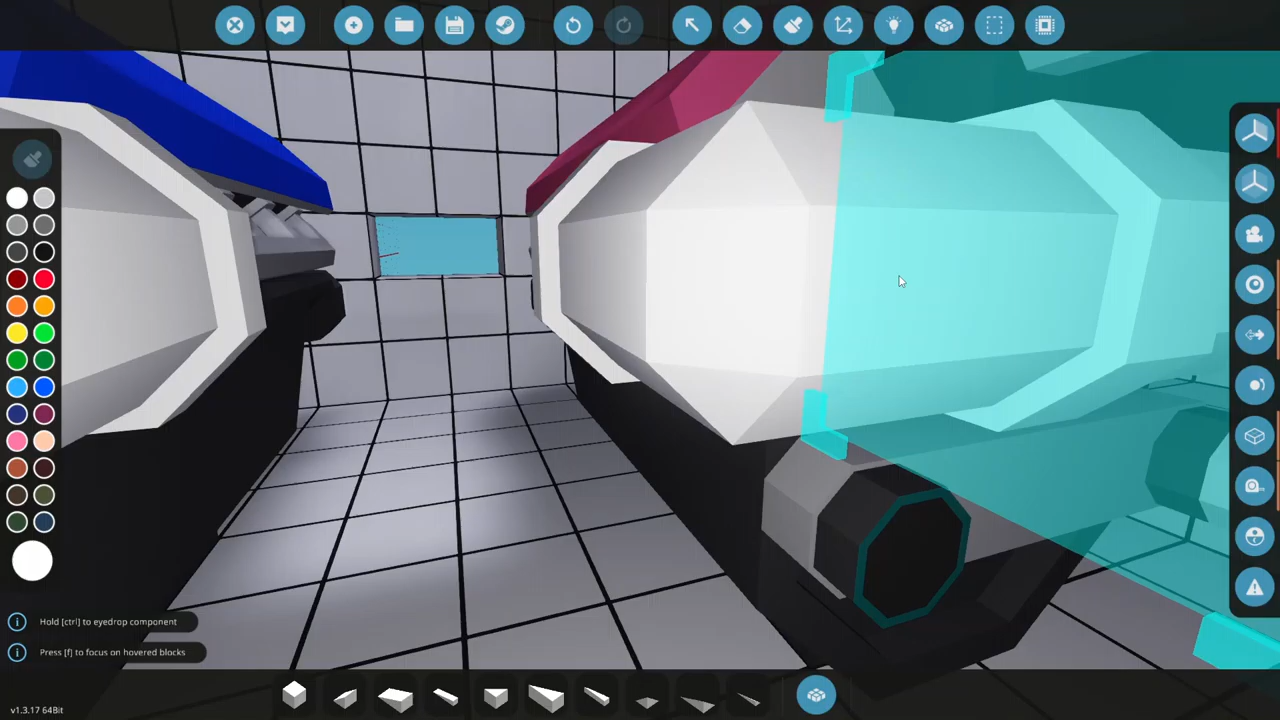 Hold [ctrl] to eyedrop component
Press [f] to focus on hovered blocks
v1.3.17 64Bit